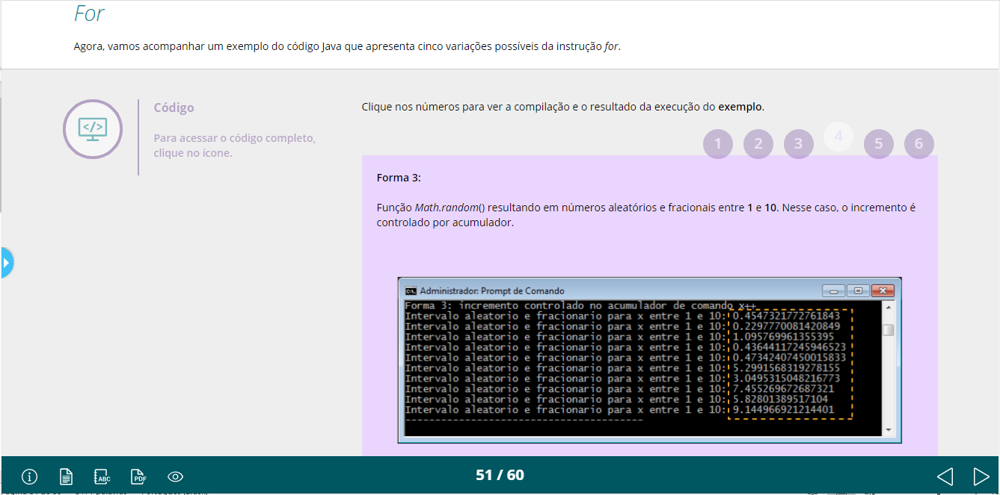 For
Agora, vamos acompanhar um exemplo do código Java que apresenta cinco variações possíveis da instrução for.
</>
Código
Para acessar o código completo,
clique no ícone.
Clique nos números para ver a compilação e o resultado da execução do exemplo.
1 2 3 4 5 6
Forma 3:
Função Math.random() resultando em números aleatórios e fracionais entre 1 e 10. Nesse caso, o incremento é
controlado por acumulador.
C:\. Administrador: Prompt de Comando
Forma 3: incremento controlado no acumulador de comando x++
Intervalo aleatorio e fracionario para x entre 1 e 10: 0.4547321772761843
Intervalo aleatorio e fracionario para x entre 1 e 10: 0.2297770081420849
Intervalo aleatorio e fracionario para x entre 1 e 10: 1.095769961355395
Intervalo aleatorio e fracionario para x entre 1 e 10: 0.43644117245946523
Intervalo aleatorio e fracionario para x entre 1 e 10: 0.47342407450015833
Intervalo aleatorio e fracionario para x entre 1 e 10: 5.2991568319278155
Intervalo aleatorio e fracionario para x entre 1 e 10: 3.0495315048216773
Intervalo aleatorio e fracionario para x entre 1 e 10: 7.455269672687321
Intervalo aleatorio e fracionario para x entre 1 e 10: 5.82801389517104
Intervalo aleatorio e fracionario para x entre 1 e 10: 9.144966921214401
----------------------------------------
i ABC PDF
51 / 60